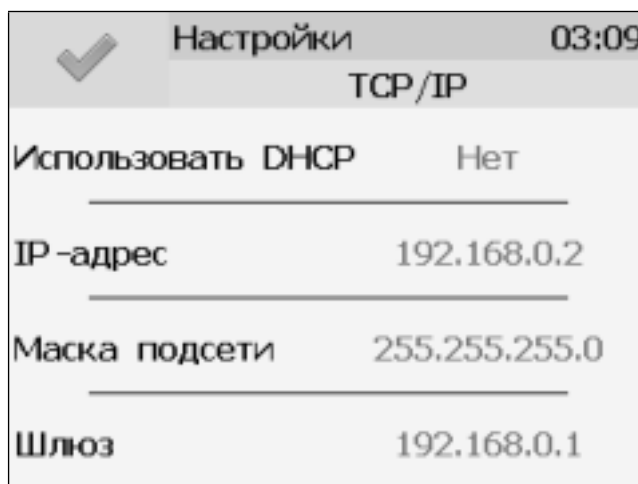 Настройки 03:09
TCP/IP
Использовать DHCP Нет
IP-адрес 192.168.0.2
Маска подсети 255.255.255.0
Шлюз 192.168.0.1